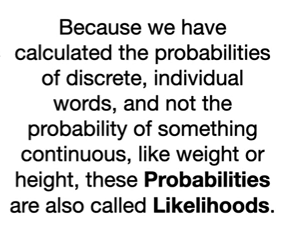 Because we have
calculated the probabilities
of discrete, individual
words, and not the
probability of something
continuous, like weight or
height, these Probabilities
are also called Likelihoods.